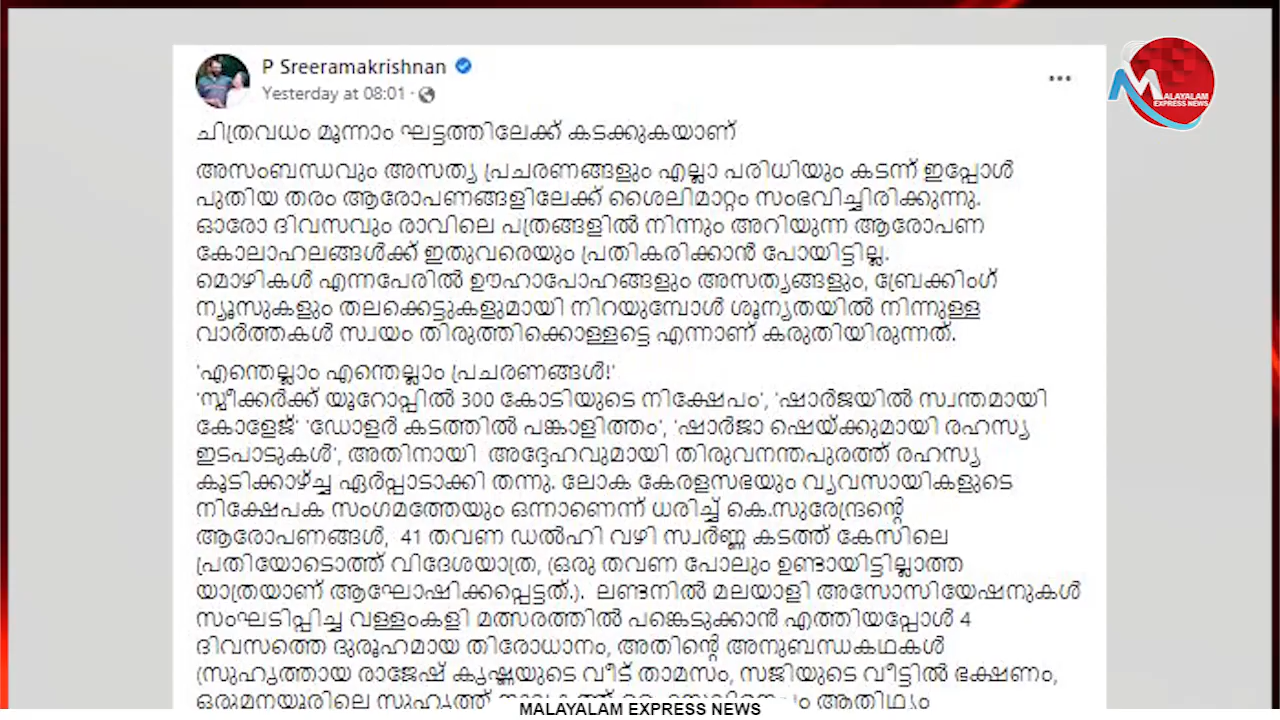 P Sreeramakrishnan
Yesterday at 08:01 ·
MALAYALAM
EXPRESS NEWS
ചിത്രവധം മൂന്നാം ഘട്ടത്തിലേക്ക് കടക്കുകയാണ്
അസംബന്ധവും അസത്യ പ്രചരണങ്ങളും എല്ലാ പരിധിയും കടന്ന് ഇപ്പോൾ
പുതിയ തരം ആരോപണങ്ങളിലേക്ക് ശൈലിമാറ്റം സംഭവിച്ചിരിക്കുന്നു.
ഓരോ ദിവസവും രാവിലെ പത്രങ്ങളിൽ നിന്നും അറിയുന്ന ആരോപണ
കോലാഹലങ്ങൾക്ക് ഇതുവരെയും പ്രതികരിക്കാൻ പോയിട്ടില്ല.
മൊഴികൾ എന്നപേരിൽ ഊഹാപോഹങ്ങളും അസത്യങ്ങളും, ബ്രേക്കിംഗ്
ന്യൂസുകളും തലക്കെട്ടുകളുമായി നിറയുമ്പോൾ ശൂന്യതയിൽ നിന്നുള്ള
വാർത്തകൾ സ്വയം തിരുത്തിക്കൊള്ളട്ടെ എന്നാണ് കരുതിയിരുന്നത്.
'എന്തെല്ലാം എന്തെല്ലാം പ്രചരണങ്ങൾ!'
'സ്പീക്കർക്ക് യൂറോപ്പിൽ 300 കോടിയുടെ നിക്ഷേപം', 'ഷാർജയിൽ സ്വന്തമായി
കോളേജ്' 'ഡോളർ കടത്തിൽ പങ്കാളിത്തം', 'ഷാർജാ ഷെയ്ക്കുമായി രഹസ്യ
ഇടപാടുകൾ', അതിനായി അദ്ദേഹവുമായി തിരുവനന്തപുരത്ത് രഹസ്യ
കൂടിക്കാഴ്ച്ച ഏർപ്പാടാക്കി തന്നു. ലോക കേരളസഭയും വ്യവസായികളുടെ
നിക്ഷേപക സംഗമത്തേയും ഒന്നാണെന്ന് ധരിച്ച് കെ.സുരേന്ദ്രന്റെ
ആരോപണങ്ങൾ, 41 തവണ ഡൽഹി വഴി സ്വർണ്ണ കടത്ത് കേസിലെ
പ്രതിയോടൊത്ത് വിദേശയാത്ര, (ഒരു തവണ പോലും ഉണ്ടായിട്ടില്ലാത്ത
യാത്രയാണ് ആഘോഷിക്കപ്പെട്ടത്.). ലണ്ടനിൽ മലയാളി അസോസിയേഷനുകൾ
സംഘടിപ്പിച്ച വള്ളംകളി മത്സരത്തിൽ പങ്കെടുക്കാൻ എത്തിയപ്പോൾ 4
ദിവസത്തെ ദുരൂഹമായ തിരോധാനം, അതിന്റെ അനുബന്ധകഥകൾ
(സുഹൃത്തായ രാജേഷ് കൃഷ്ണയുടെ വീട് താമസം, സജിയുടെ വീട്ടിൽ ഭക്ഷണം,
ഒരുമനയൂരിലെ സുഹൃത്ത് ആതിഥ്യം
MALAYALAM EXPRESS NEWS